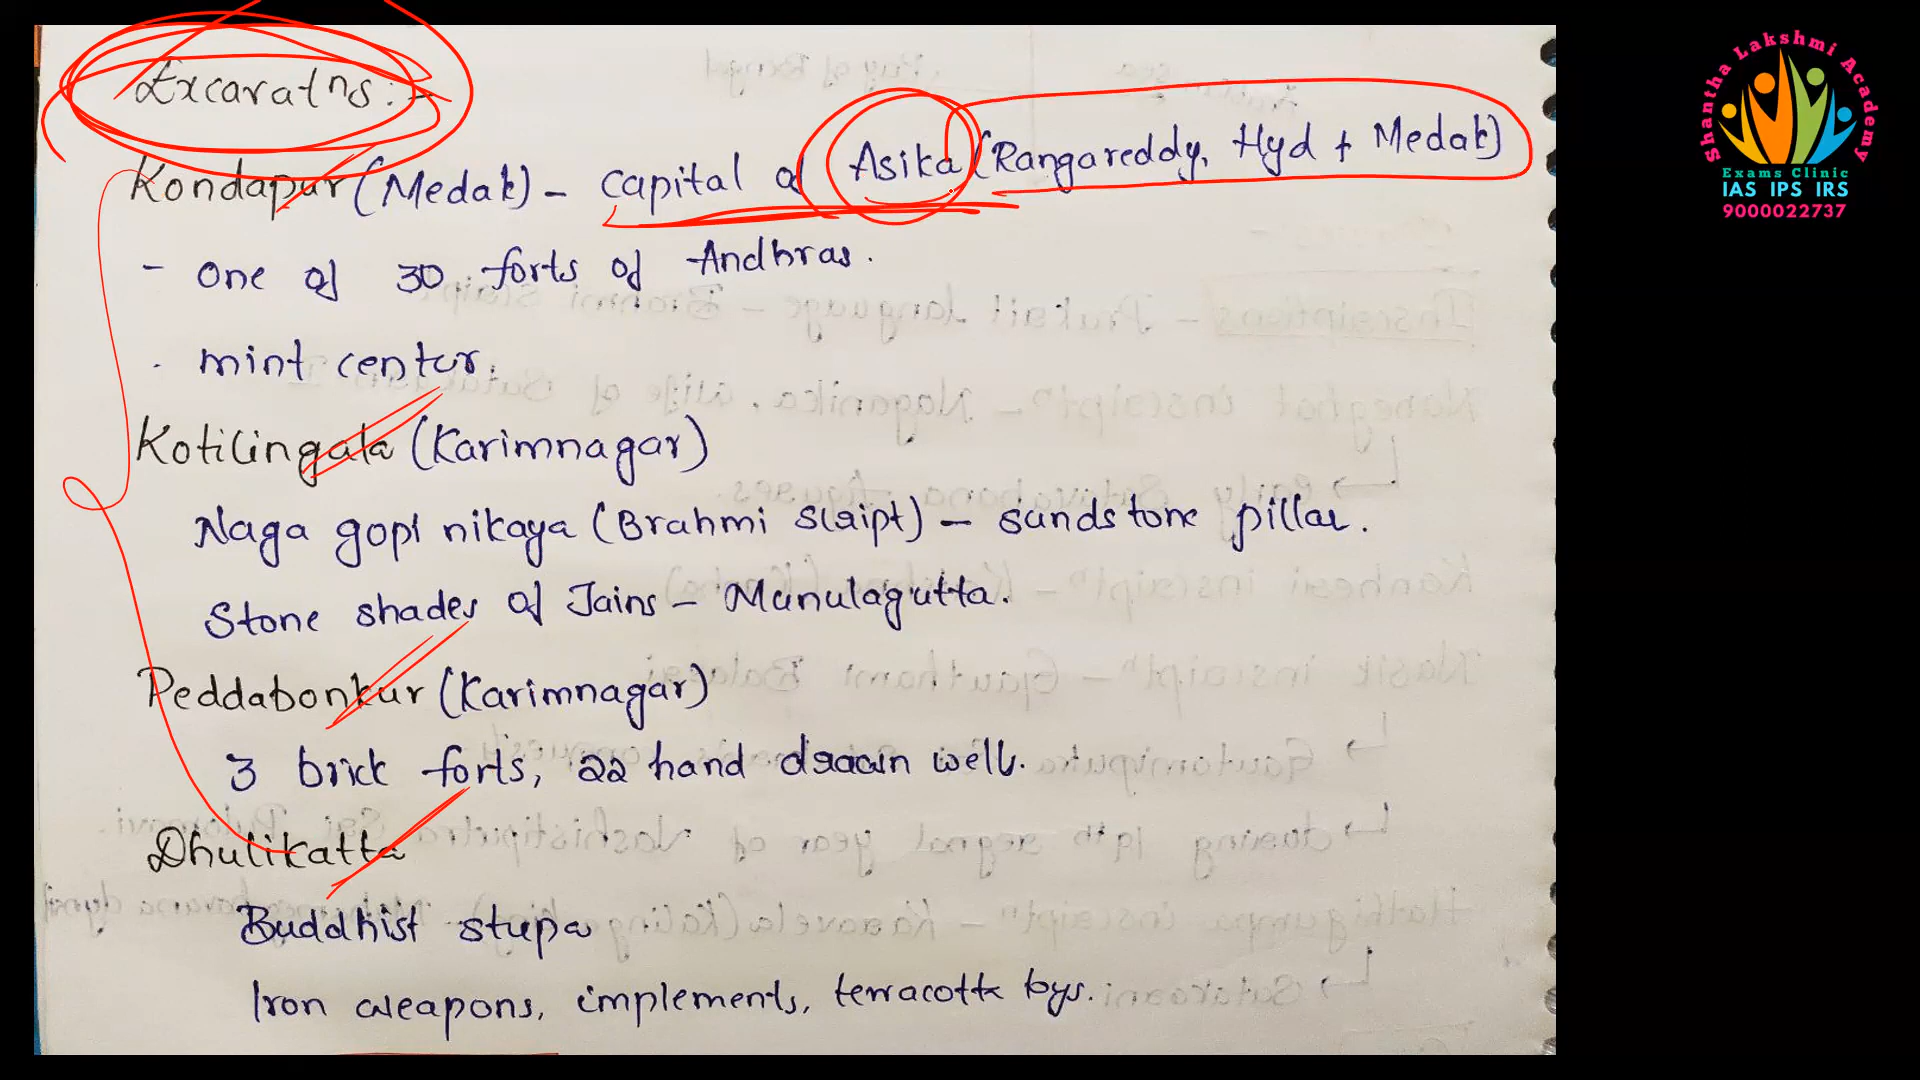 Excavatns :-
Kondapur (Medak) - capital of Asika (Rangareddy, Hyd + Medak)
- one of 30 forts of Andhras.
. mint center.
Kotilingala (Karimnagar)
Naga gopi nikaya (Brahmi script) - sandstone pillar.
Stone shades of Jains - Munulagutta.
Peddabonkur (Karimnagar)
3 brick forts, 22 hand drawn well.
Dhulikatta
Buddhist stupa
Iron weapons, implements, terracotta toys.
Shantha Lakshmi Academy
Exams Clinic
IAS IPS IRS
9000022737